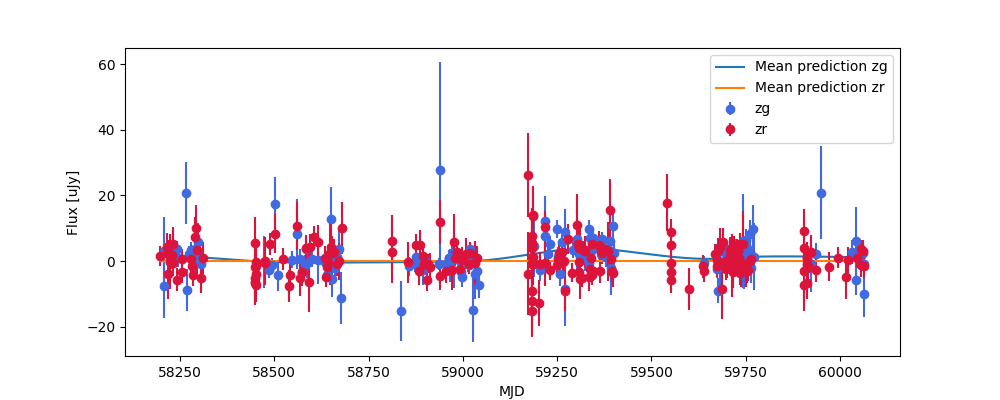 60
40
20
0
−20
Flux [uJy]
58250 58500 58750 59000 59250 59500 59750 60000
MJD
Mean prediction zg
Mean prediction zr
zg
zr